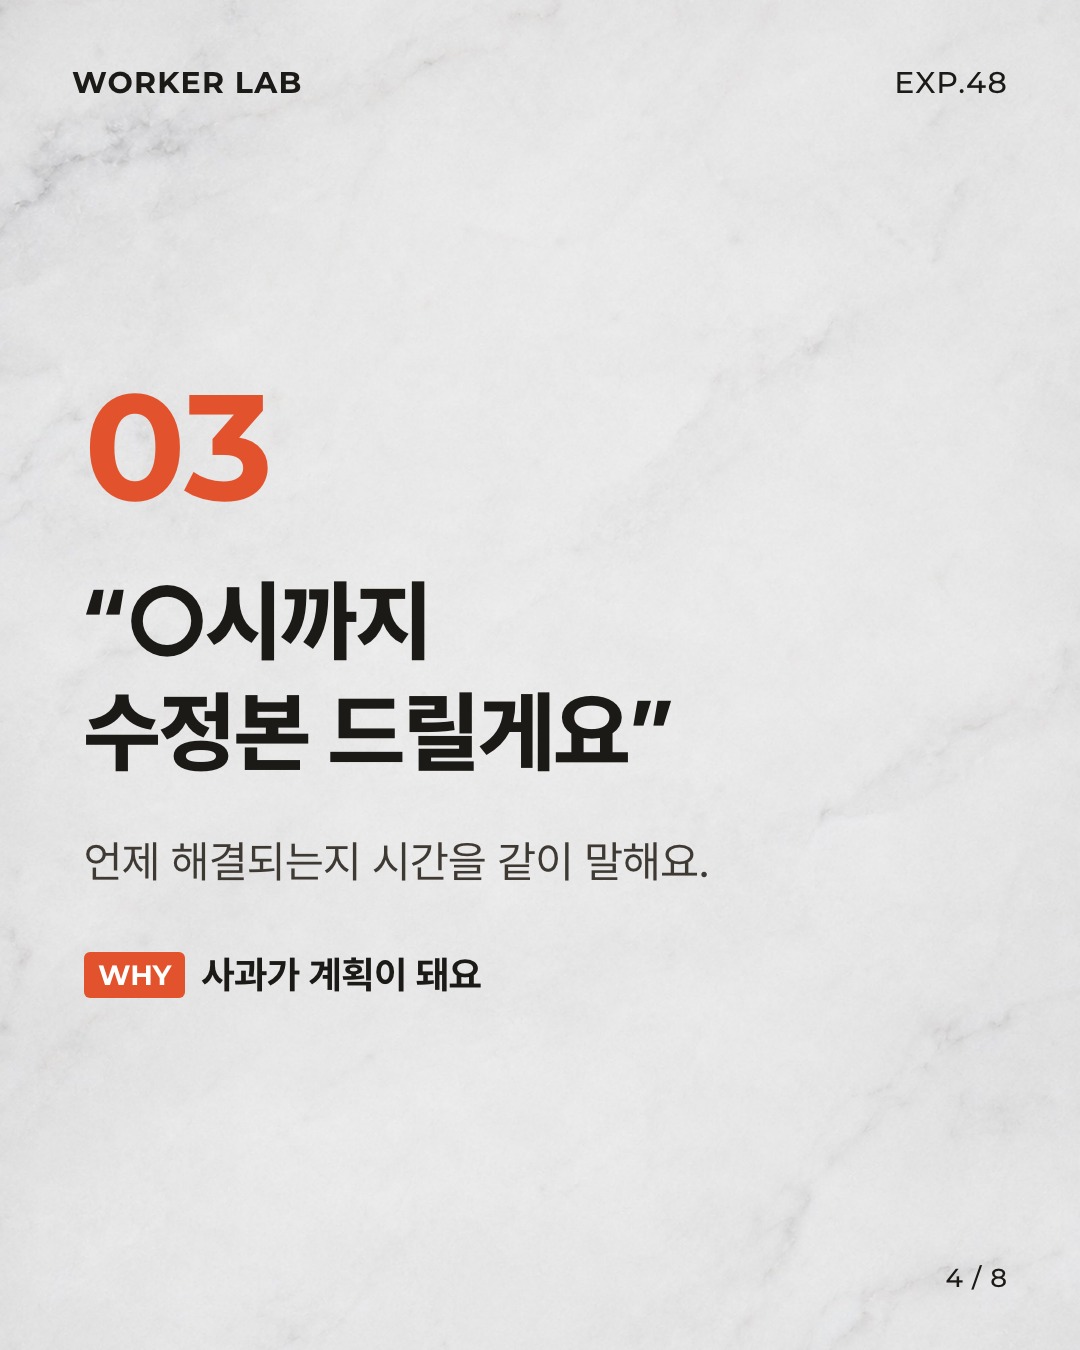 WORKER LAB
EXP.48
03
“○시까지
수정본 드릴게요”
언제 해결되는지 시간을 같이 말해요.
WHY 사과가 계획이 돼요
4 / 8